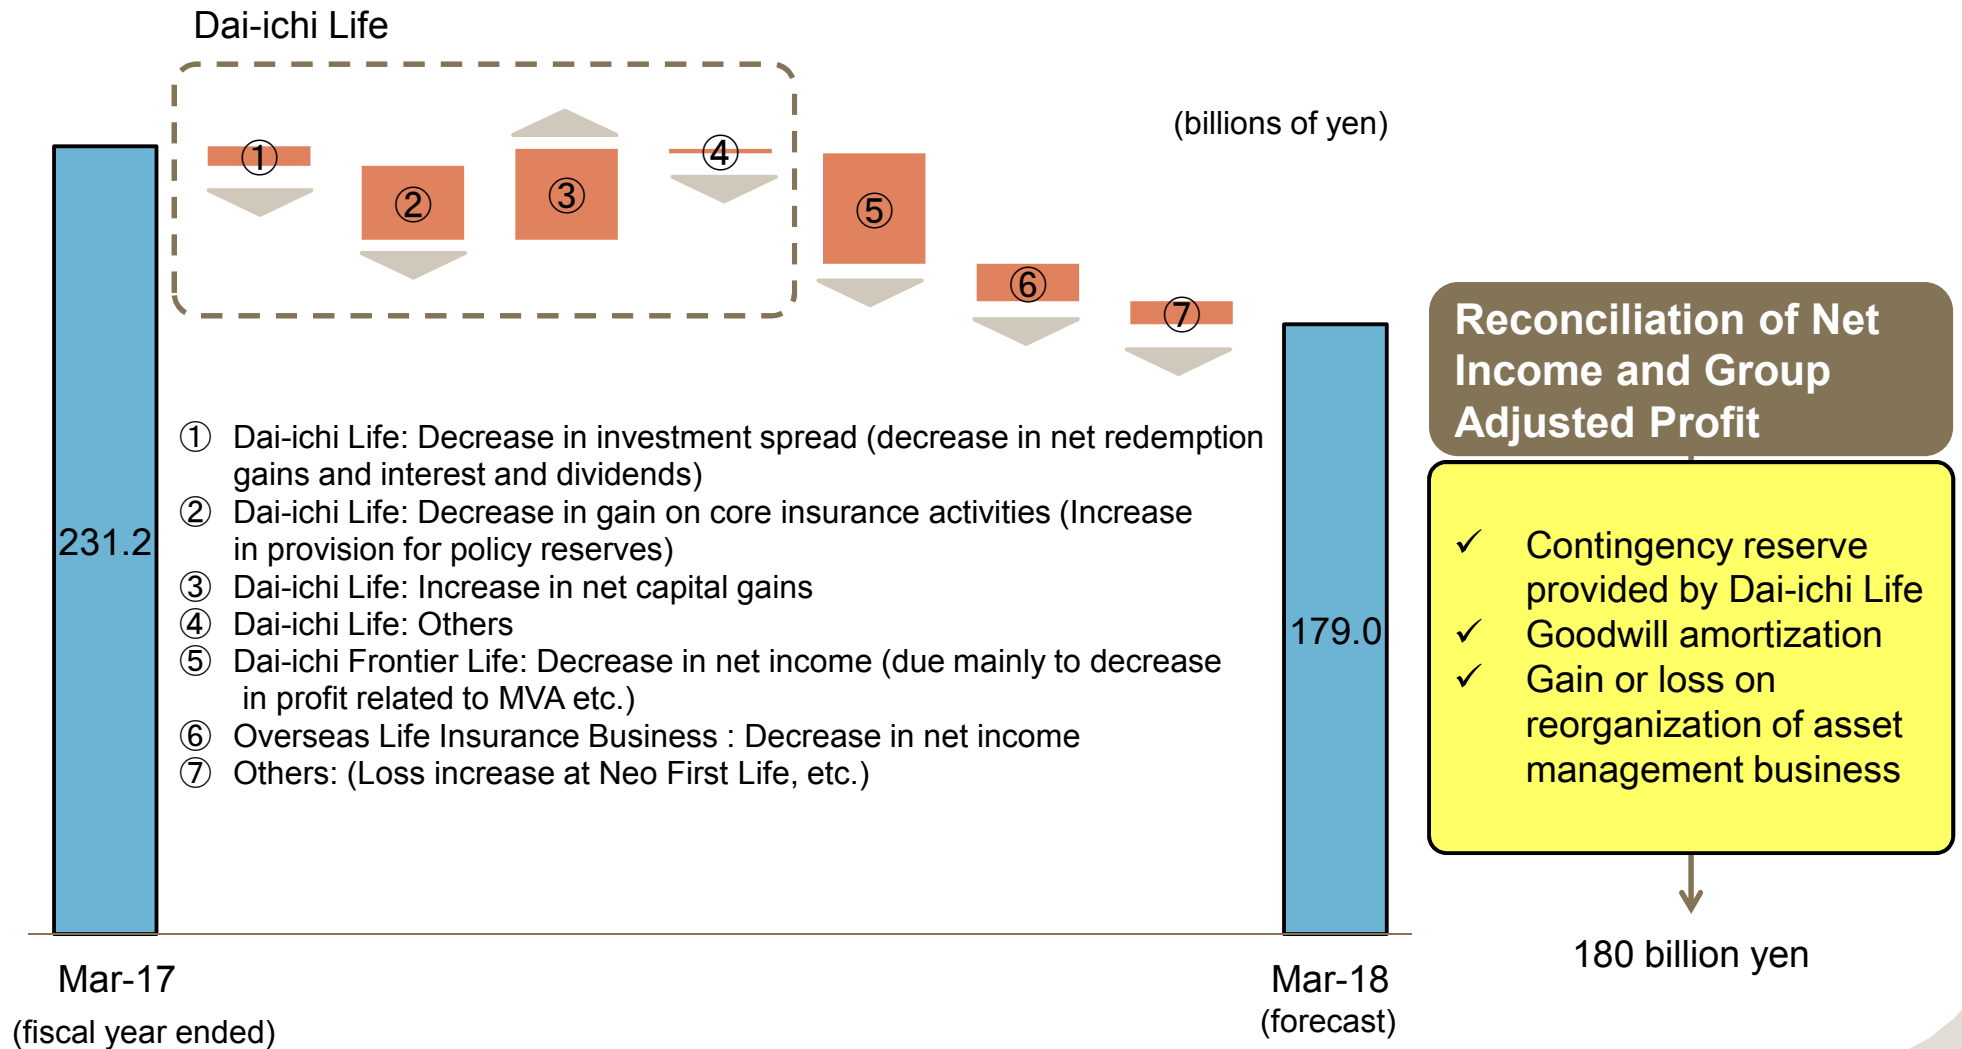 Dai-ichi Life
(billions of yen)
①
②
③
④
⑤
⑥
⑦
231.2
179.0
① Dai-ichi Life: Decrease in investment spread (decrease in net redemption
gains and interest and dividends)
② Dai-ichi Life: Decrease in gain on core insurance activities (Increase
in provision for policy reserves)
③ Dai-ichi Life: Increase in net capital gains
④ Dai-ichi Life: Others
⑤ Dai-ichi Frontier Life: Decrease in net income (due mainly to decrease
in profit related to MVA etc.)
⑥ Overseas Life Insurance Business : Decrease in net income
⑦ Others: (Loss increase at Neo First Life, etc.)
Mar-17
(fiscal year ended)
Mar-18
(forecast)
Reconciliation of Net
Income and Group
Adjusted Profit
✓ Contingency reserve
provided by Dai-ichi Life
✓ Goodwill amortization
✓ Gain or loss on
reorganization of asset
management business
180 billion yen